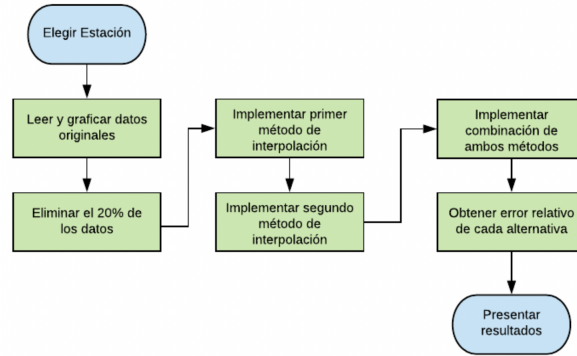 Elegir Estación
Leer y graficar datos
originales
Eliminar el 20% de
los datos
Implementar primer
método de
interpolación
Implementar segundo
método de
interpolación
Implementar
combinación de
ambos métodos
Obtener error relativo
de cada alternativa
Presentar
resultados